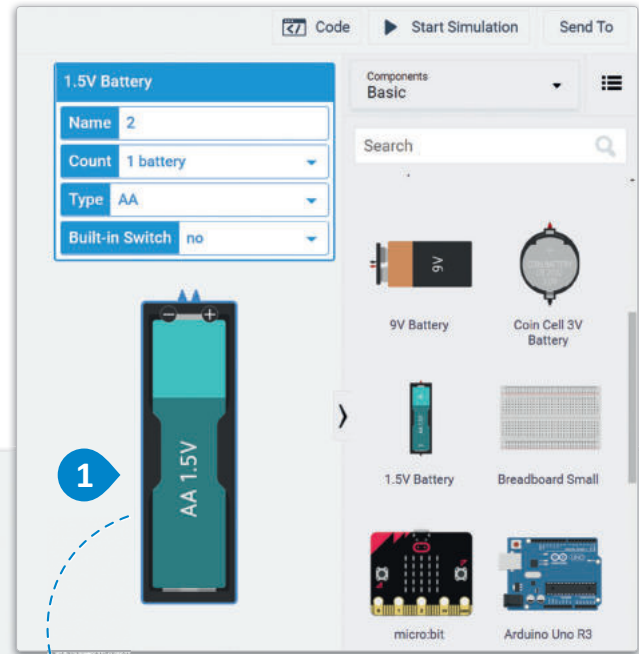 Code
Start Simulation
Send To
1.5V Battery
Name 2
Count 1 battery
Type AA
Built-in Switch no
AA 1.5V
1
Components
Basic
Search
9V
9V Battery
Coin Cell 3V
Battery
1.5V Battery
Breadboard Small
micro:bit
Arduino Uno R3